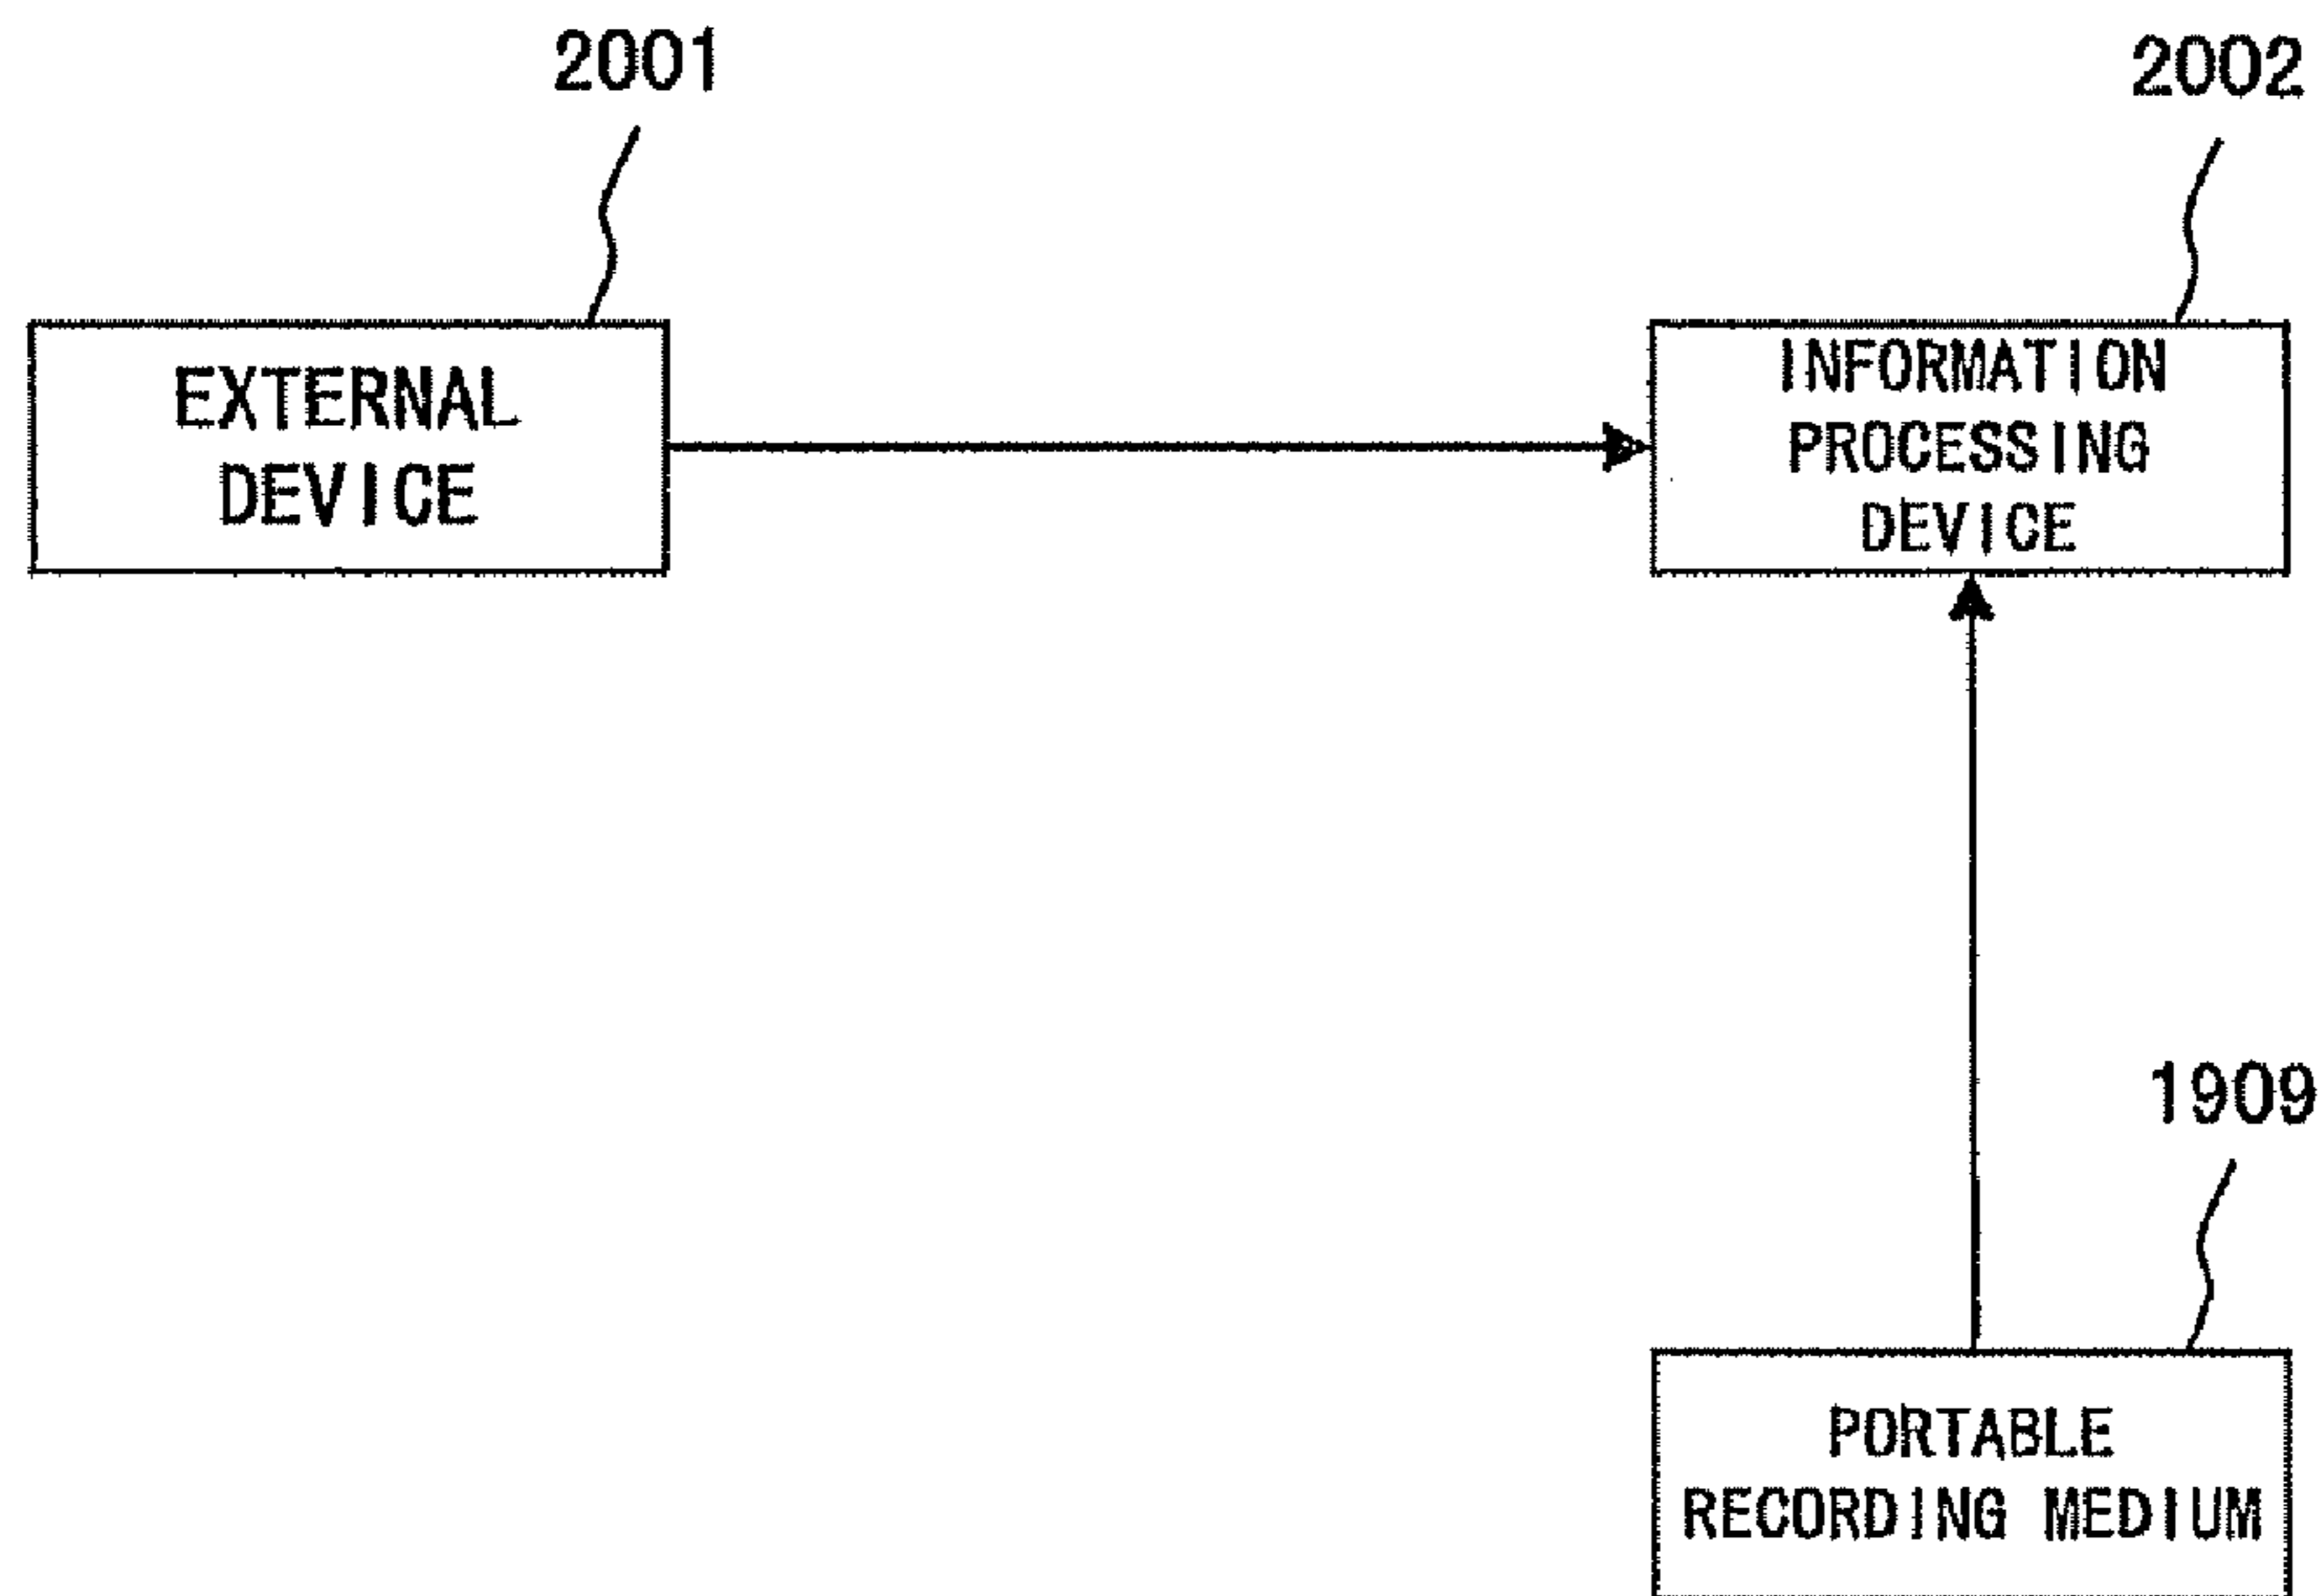 2001
2002
EXTERNAL
DEVICE
INFORMATION
PROCESSING
DEVICE
1909
PORTABLE
RECORDING MEDIUM